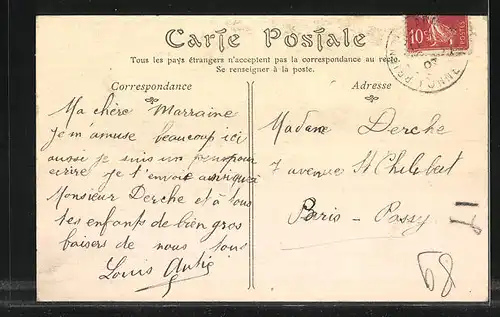 Carte Postale
Tous les pays étrangers n'acceptent pas la correspondance au recto.
Se renseigner à la poste.
Correspondance
Adresse
10c
POSTES
Ma chère Marraine
Je m'amuse beaucoup ici
aussi je suis un peu pour
ecrire je t'envoie ainsi qu'à
Monsieur Derche et à tous
tes enfants de bien gros
baisers de nous tous
Louis
Madame Derche
7 avenue St Philibert
Paris - Passy
68